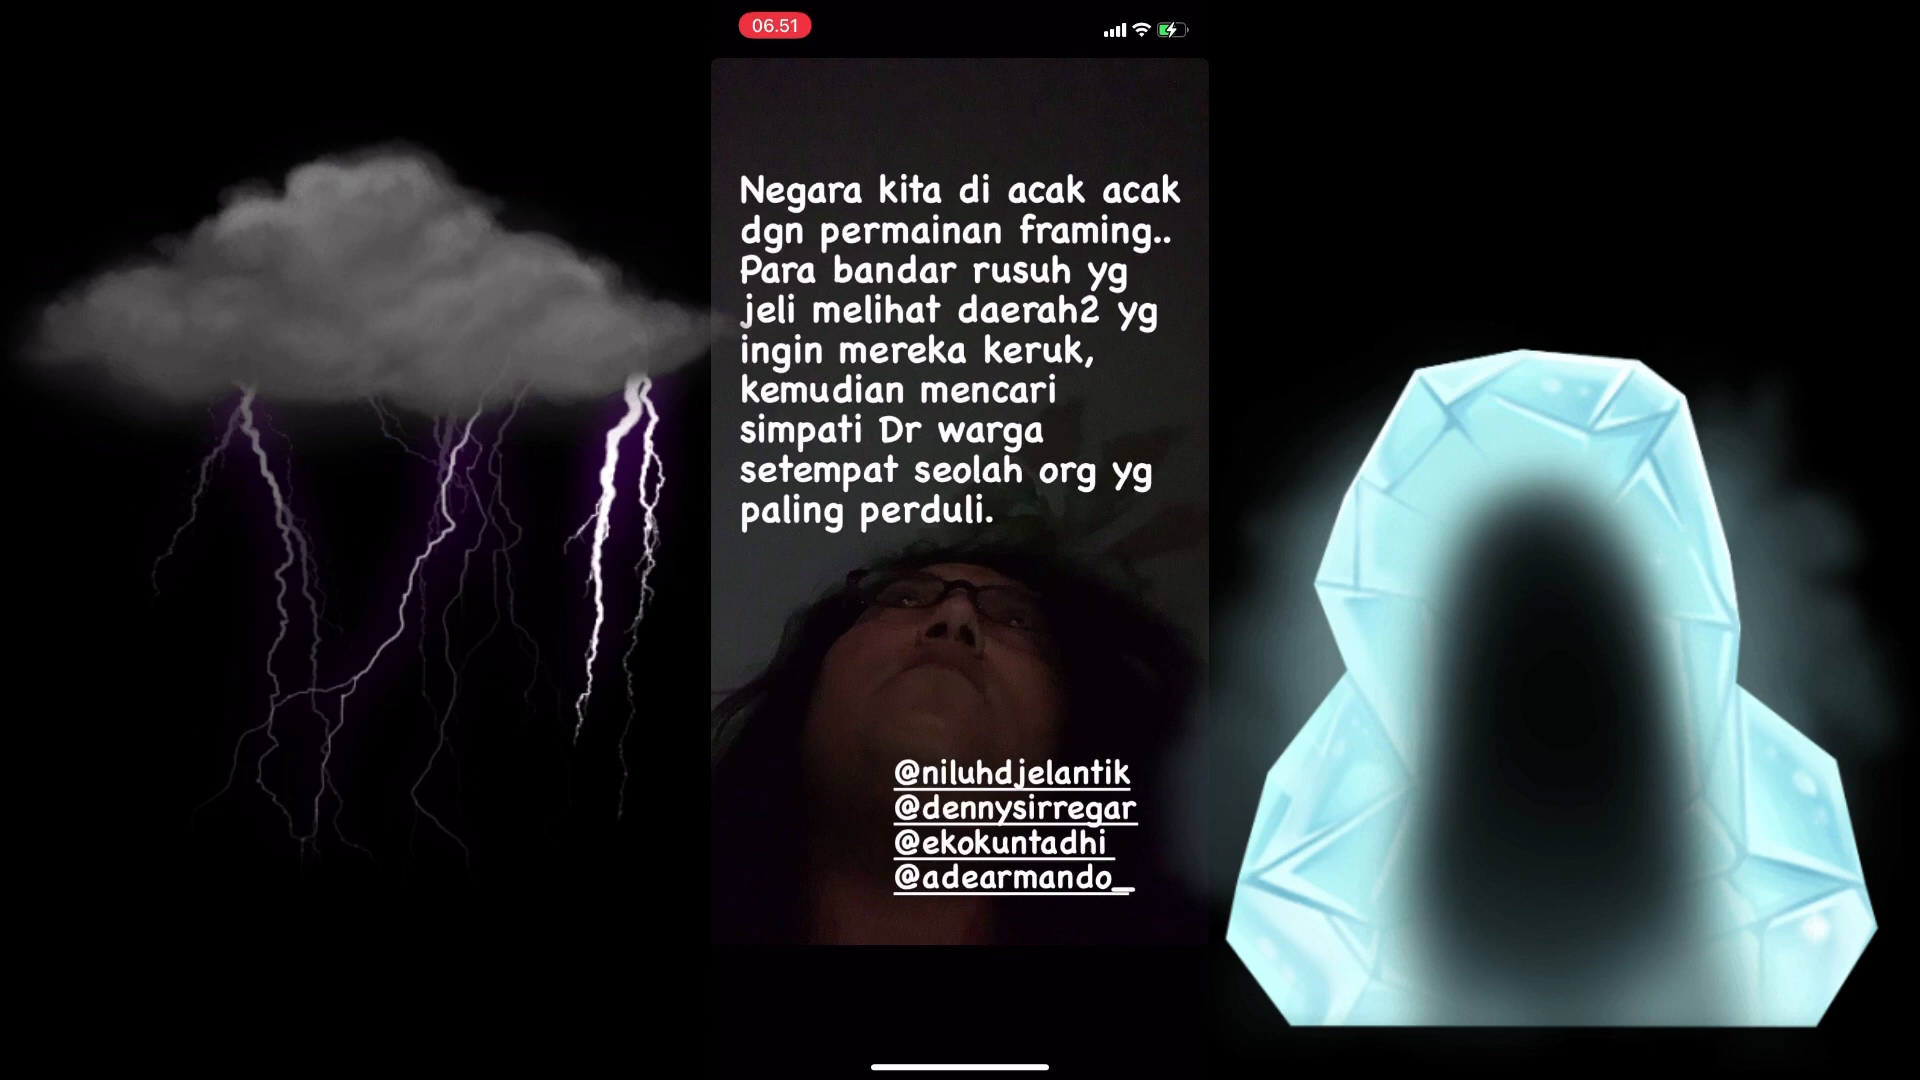 06.51
Negara kita di acak acak
dgn permainan framing..
Para bandar rusuh yg
jeli melihat daerah2 yg
ingin mereka keruk,
kemudian mencari
simpati Dr warga
setempat seolah org yg
paling perduli.
@niluhdjelantik
@dennysirregar
@ekokuntadhi
@adearmando_